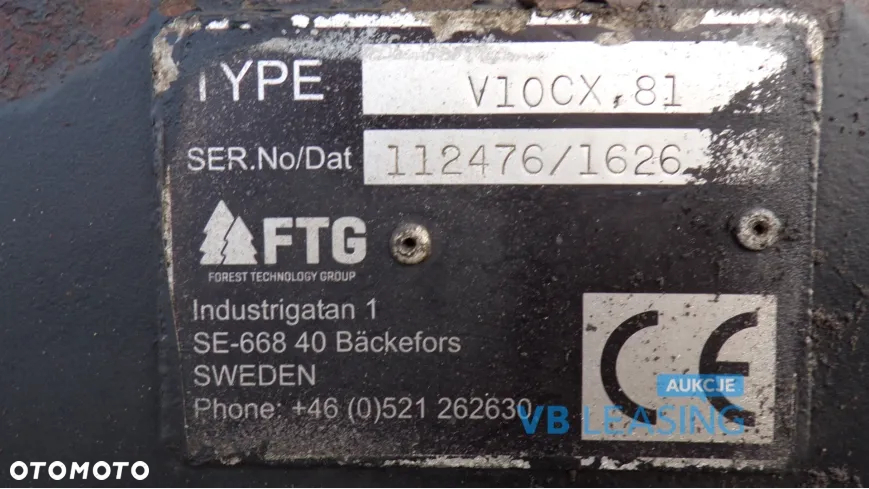 TYPE V10CX.81
SER.No/Dat 112476/1626
FTG
FOREST TECHNOLOGY GROUP
Industrigatan 1
SE-668 40 Bäckefors
SWEDEN
Phone: +46 (0)521 262630
CE
AUKCJE
VB LEASING
OTOMOTO